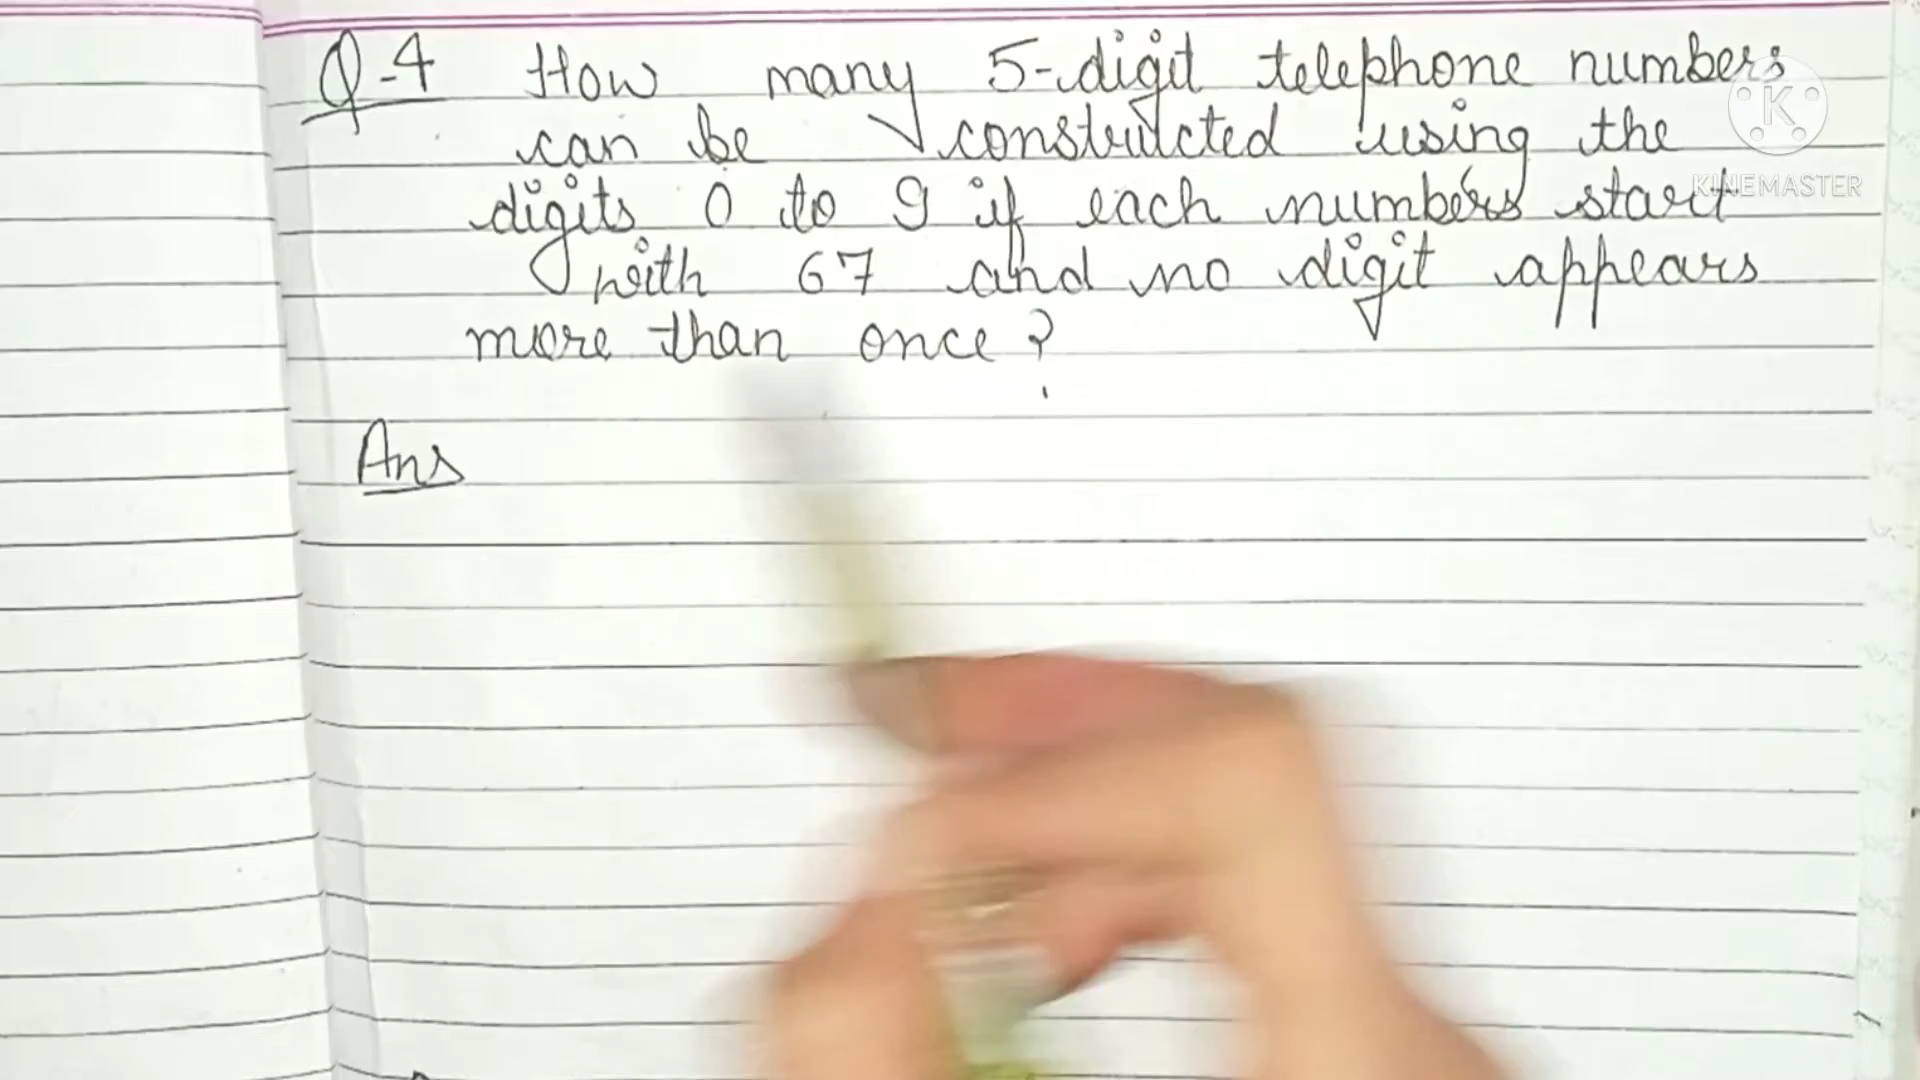 Q-4 How many 5-digit telephone numbers
can be constructed using the
digits 0 to 9 if each numbers start
with 67 and no digit appears
more than once?
Ans
K
KINEMASTER